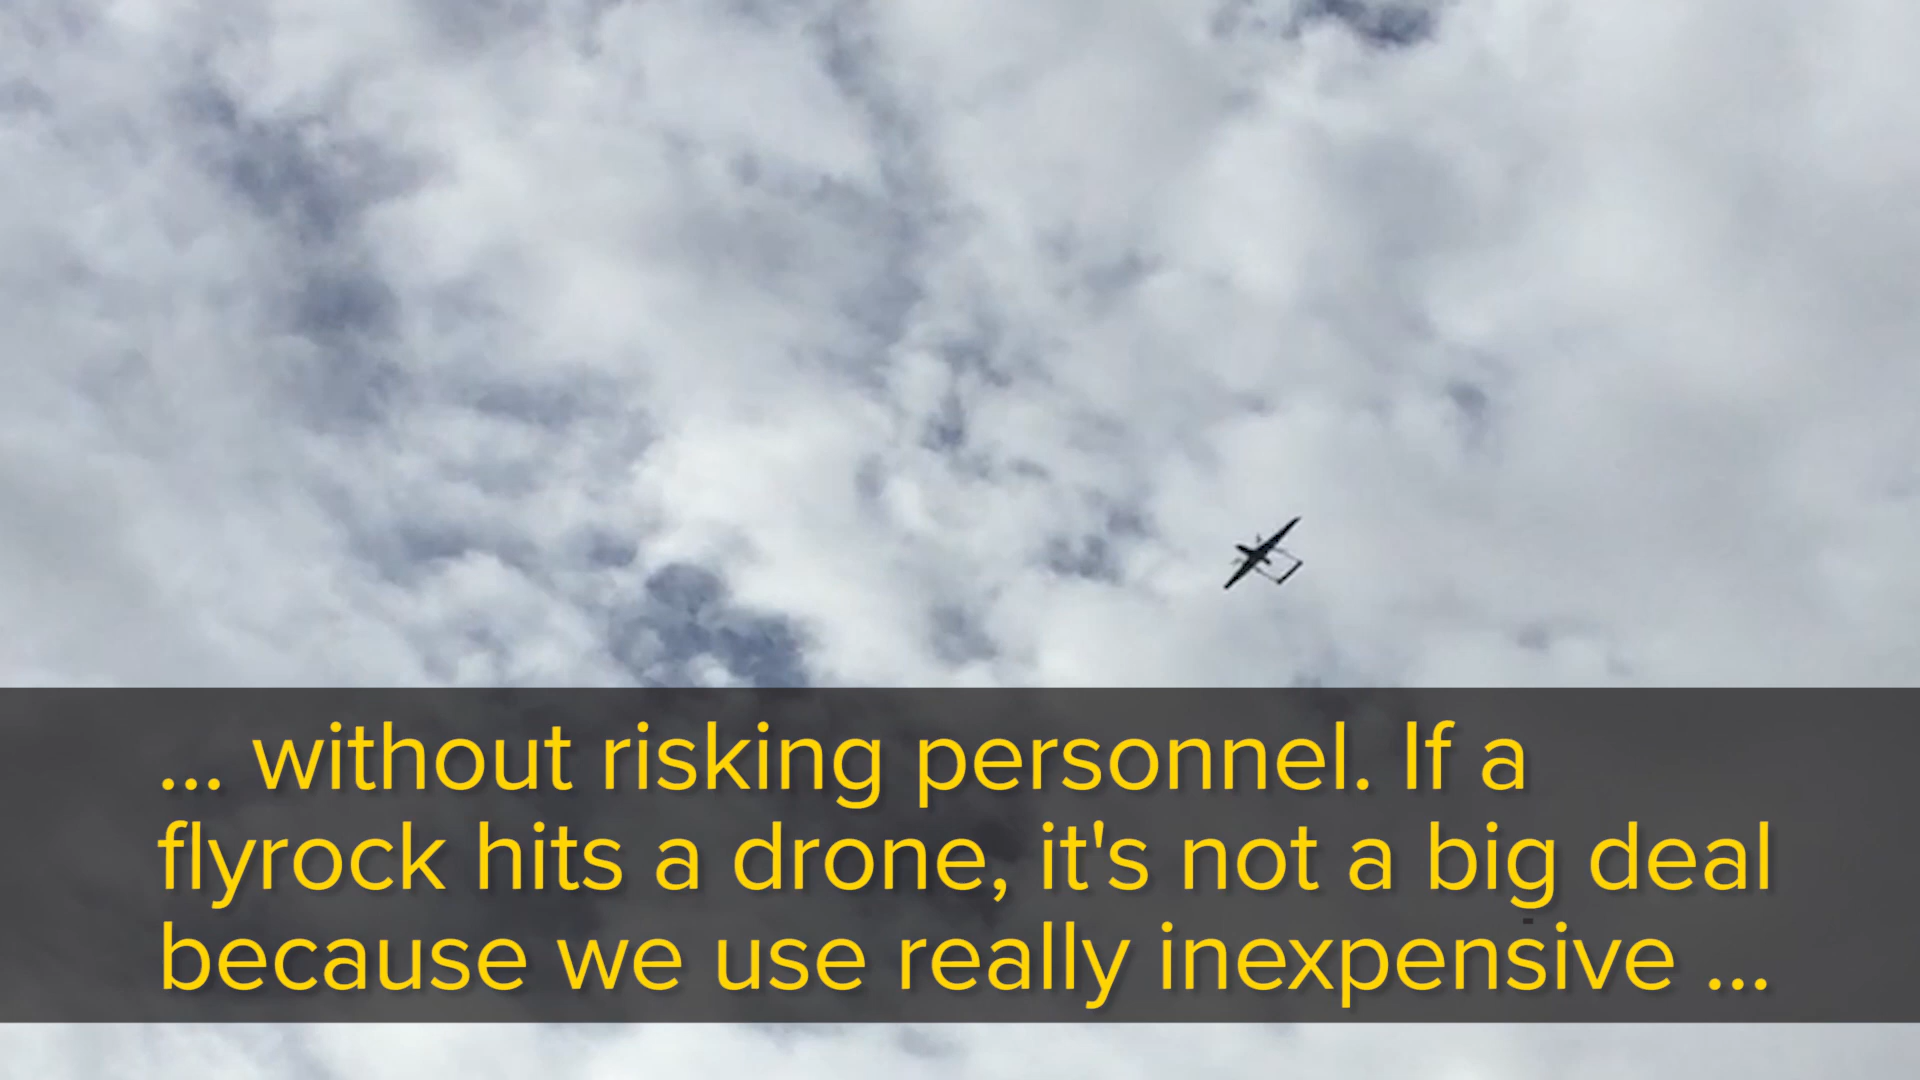 ... without risking personnel. If a
flyrock hits a drone, it's not a big deal
because we use really inexpensive ...